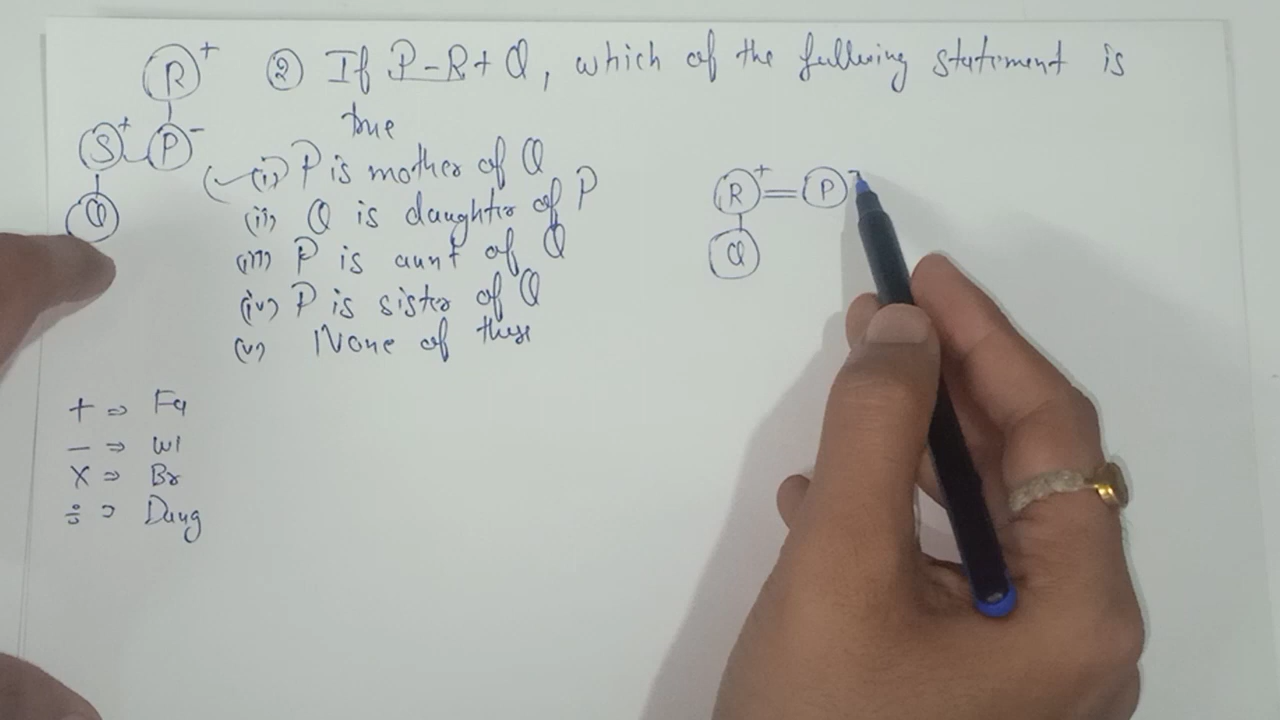 ② If P-R+Q, which of the following statement is
true
(i) P is mother of Q
(ii) Q is daughter of P
(iii) P is aunt of Q
(iv) P is sister of Q
(v) None of these
R +
S + P -
Q
R + = P -
Q
+ ⇒ Fa
- ⇒ WI
× ⇒ Br
÷ ⇒ Daug